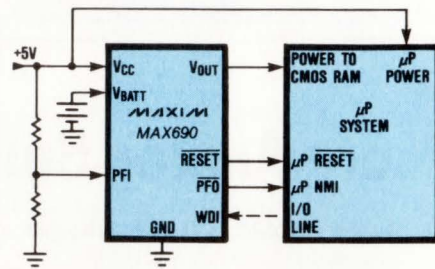 +5V
VCC
VOUT
POWER TO
CMOS RAM
µP
POWER
VBATT
MAXIM
MAX690
µP
SYSTEM
RESET
µP RESET
PFI
PFO
µP NMI
WDI
I/O
LINE
GND